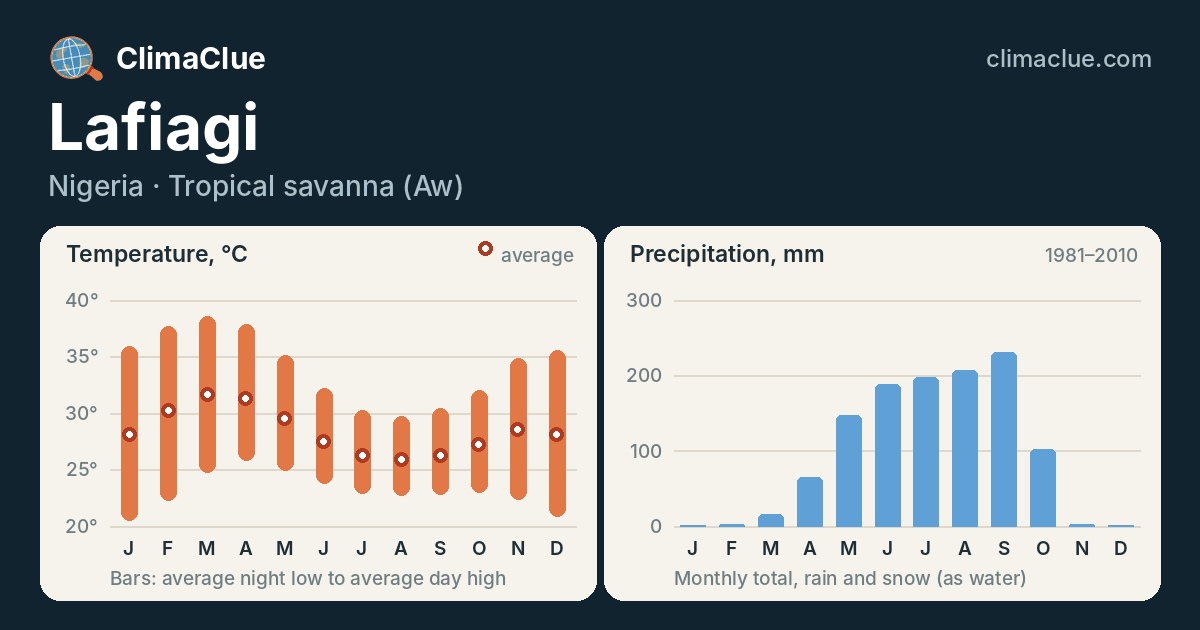 ClimaClue
climaclue.com
Lafiagi
Nigeria · Tropical savanna (Aw)
Temperature, °C
average
40°
35°
30°
25°
20°
J F M A M J J A S O N D
Bars: average night low to average day high
Precipitation, mm
1981–2010
300
200
100
0
J F M A M J J A S O N D
Monthly total, rain and snow (as water)